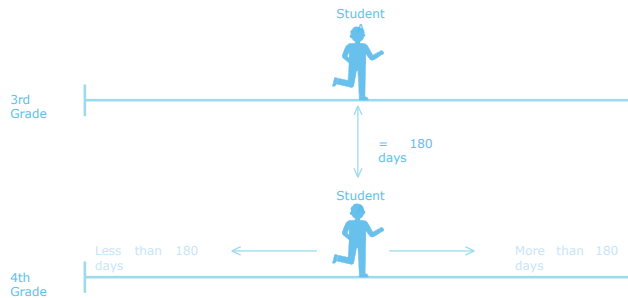 Student
3rd
Grade
= 180
days
Student
Less than 180
days
More than 180
days
4th
Grade